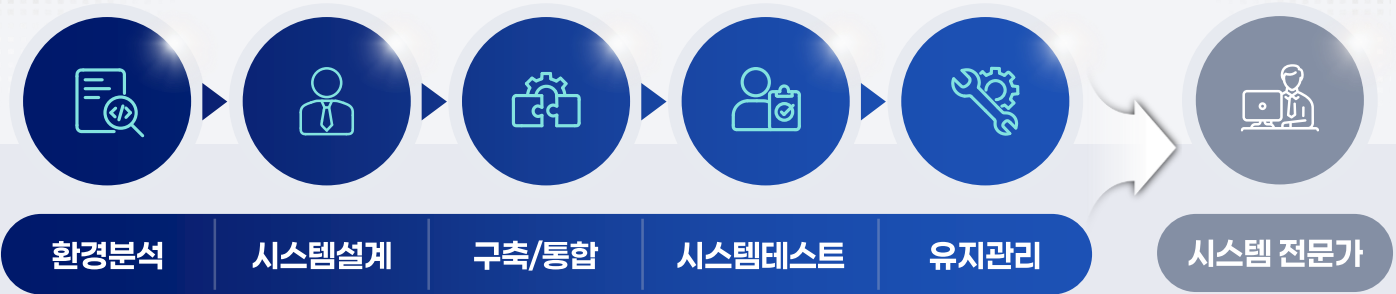 환경분석
시스템설계
구축/통합
시스템테스트
유지관리
시스템 전문가